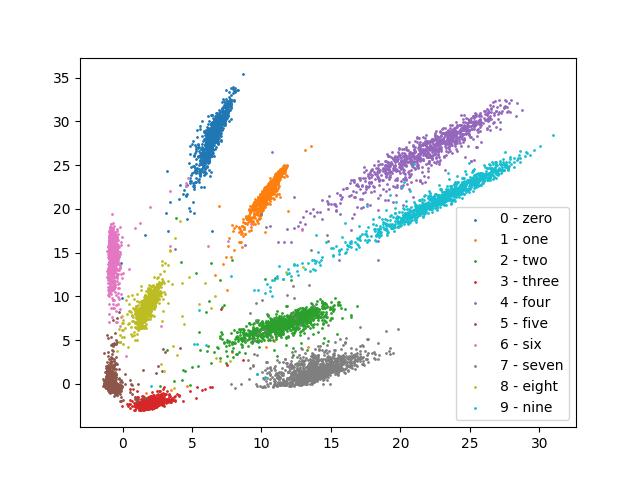 35
30
25
20
15
10
5
0
0 5 10 15 20 25 30
0 - zero
1 - one
2 - two
3 - three
4 - four
5 - five
6 - six
7 - seven
8 - eight
9 - nine